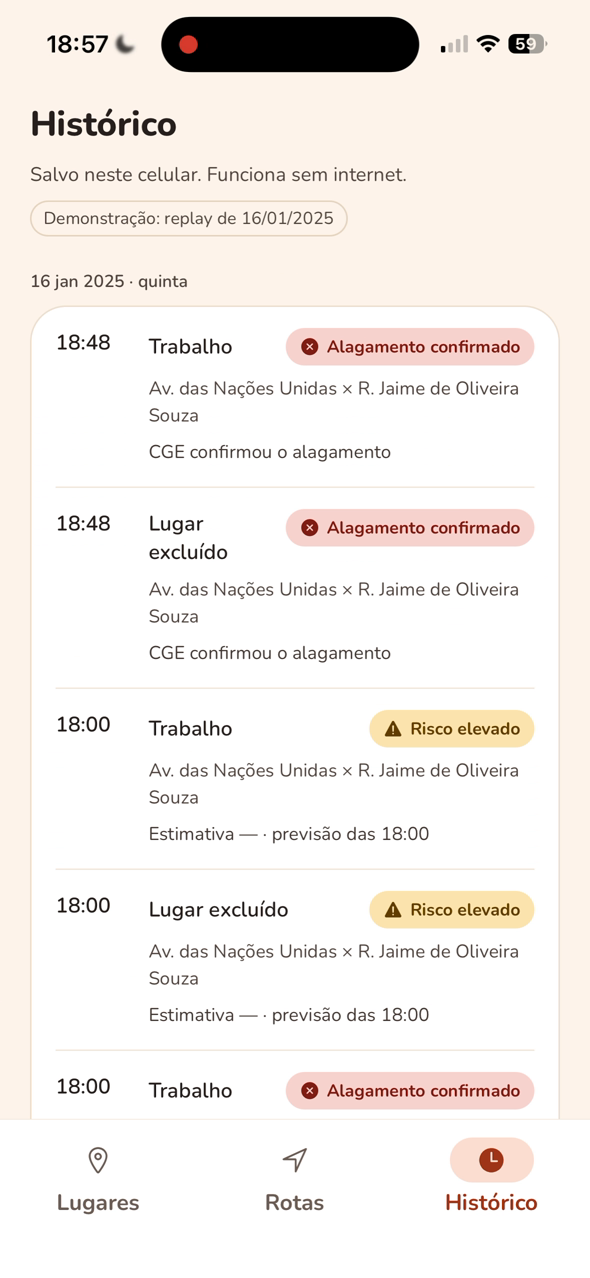 18:57
59
Histórico
Salvo neste celular. Funciona sem internet.
Demonstração: replay de 16/01/2025
16 jan 2025 · quinta
18:48 Trabalho Alagamento confirmado
Av. das Nações Unidas × R. Jaime de Oliveira
Souza
CGE confirmou o alagamento
18:48 Lugar Alagamento confirmado
excluído
Av. das Nações Unidas × R. Jaime de Oliveira
Souza
CGE confirmou o alagamento
18:00 Trabalho Risco elevado
Av. das Nações Unidas × R. Jaime de Oliveira
Souza
Estimativa — · previsão das 18:00
18:00 Lugar excluído Risco elevado
Av. das Nações Unidas × R. Jaime de Oliveira
Souza
Estimativa — · previsão das 18:00
18:00 Trabalho Alagamento confirmado
Lugares Rotas Histórico